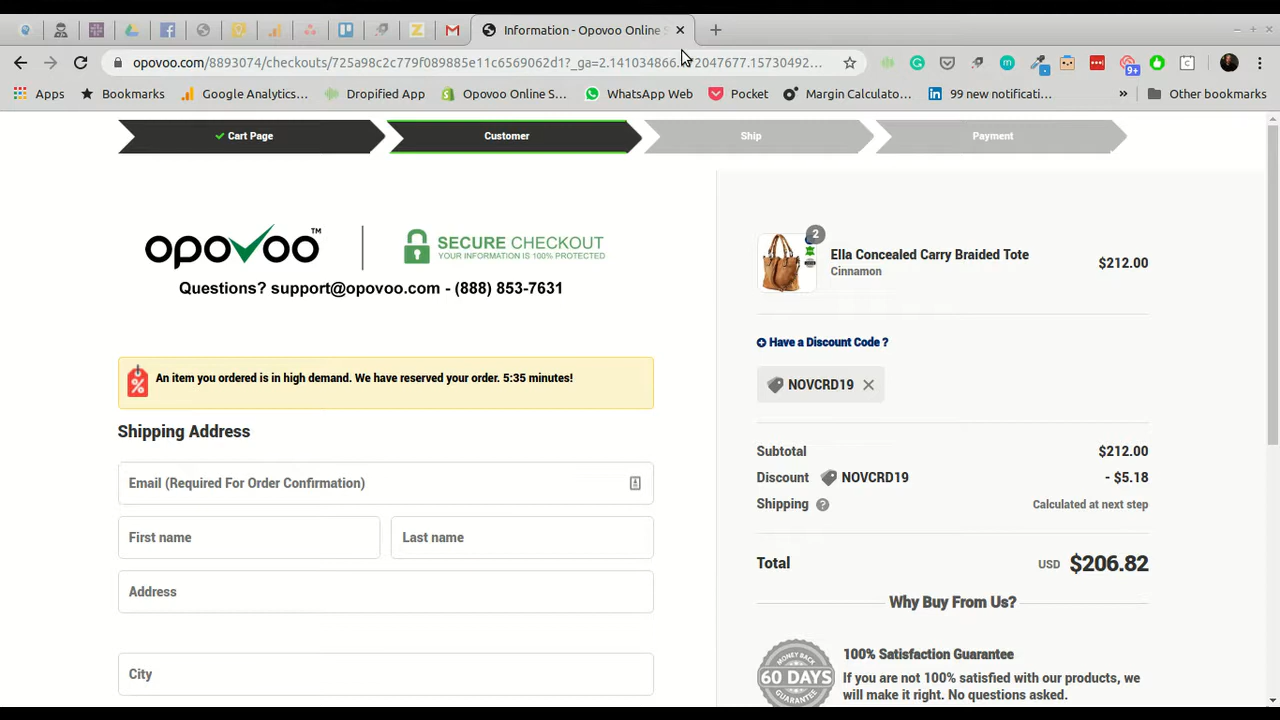 Information - Opovoo Online S
opovoo.com/8893074/checkouts/725a9c2c779f089885e11c6569062d1?_ga=2.141034866.
2047677.15730492...
9+
Apps
Bookmarks
Google Analytics...
Dropified App
Opovoo Online S...
WhatsApp Web
Pocket
Margin Calculato...
99 new notificati...
»
Other bookmarks
Cart Page
Customer
Ship
Payment
opovoo™
SECURE CHECKOUT
YOUR INFORMATION IS 100% PROTECTED
Questions? support@opovoo.com - (888) 853-7631
2
Ella Concealed Carry Braided Tote
Cinnamon
$212.00
Have a Discount Code ?
NOVCRD19
An item you ordered is in high demand. We have reserved your order. 5:35 minutes!
Shipping Address
Email (Required For Order Confirmation)
First name
Last name
Address
City
Subtotal
$212.00
Discount NOVCRD19
- $5.18
Shipping ?
Calculated at next step
Total
USD $206.82
Why Buy From Us?
MONEY BACK
60 DAYS
GUARANTEE
100% Satisfaction Guarantee
If you are not 100% satisfied with our products, we
will make it right. No questions asked.